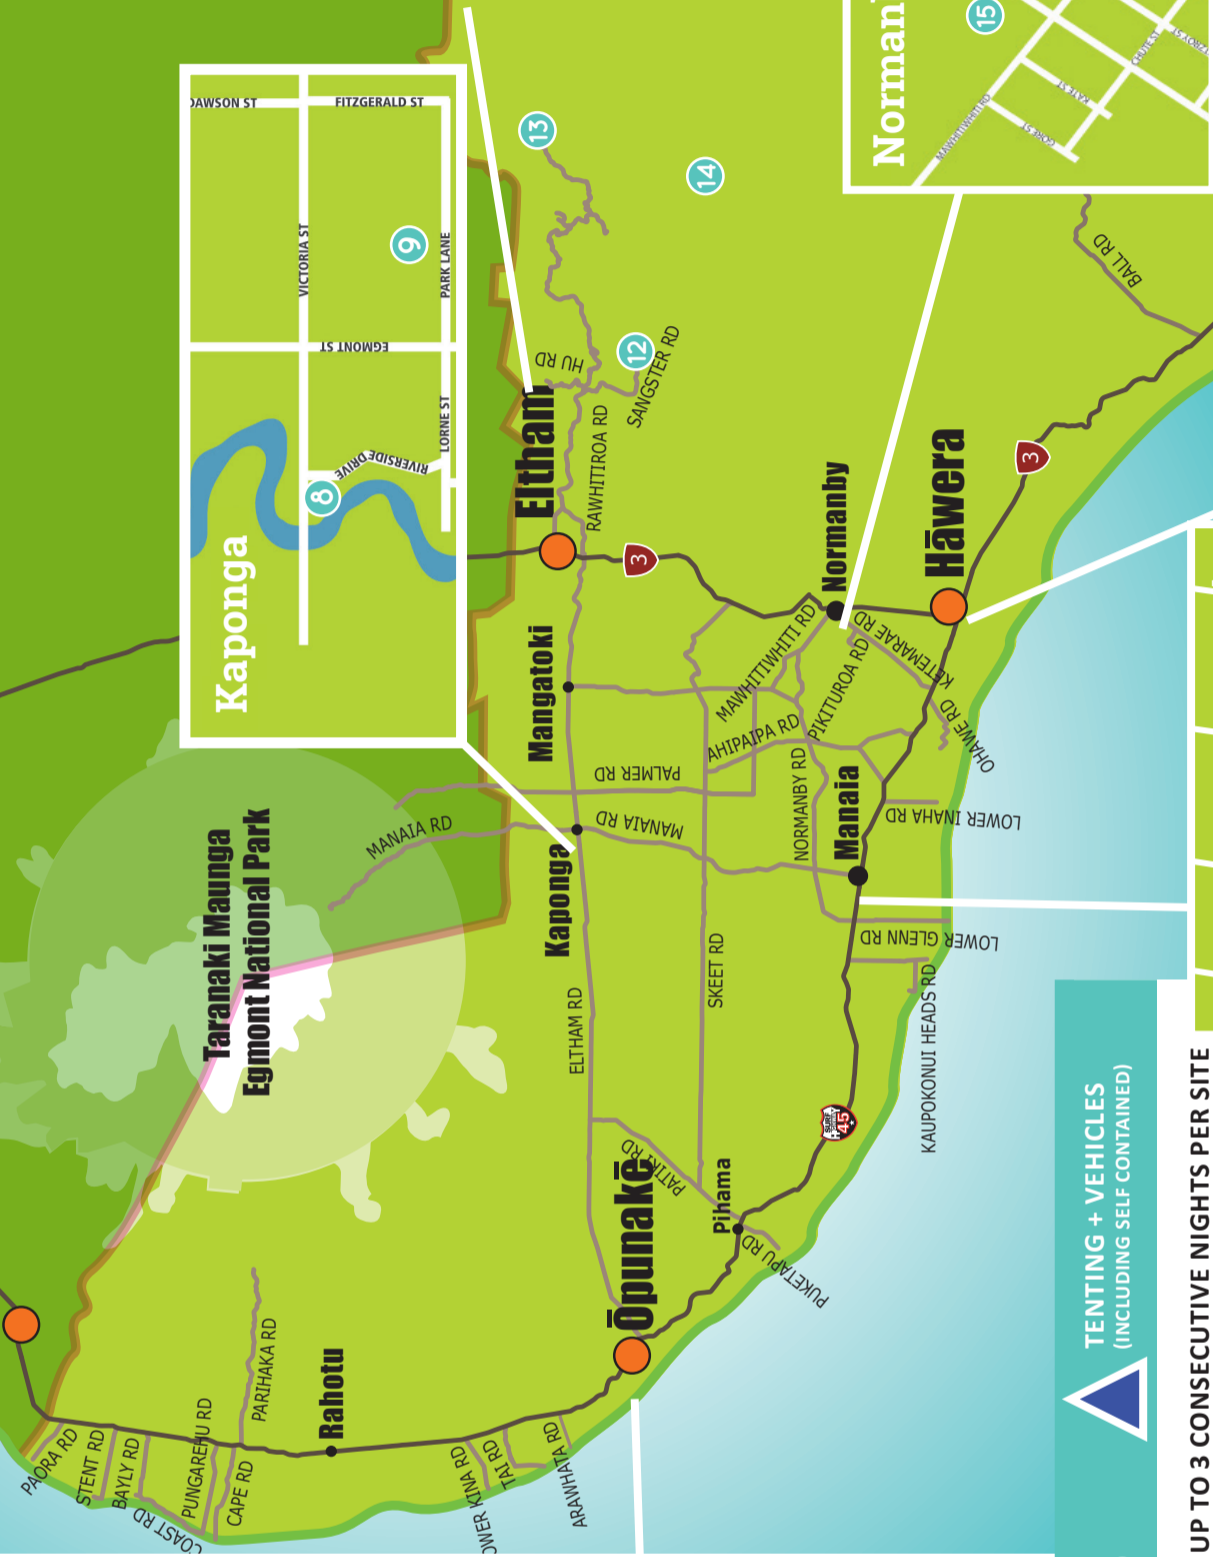 PAORA RD
STENT RD
BAYLY RD
COAST RD
PUNGAREHU RD
CAPE RD
PARIHAKA RD
Rahotu
TAI RD
ARAWHATA RD
Ōpunakē
PATIKI RD
Pihama
PUKETAPU RD
SURF
45
ELTHAM RD
SKEET RD
Taranaki Maunga
Egmont National Park
MANAIA RD
Kaponga
MANAIA RD
PALMER RD
Mangatoki
AHIPAIPA RD
NORMANBY RD
Manaia
KAUPOKONUI HEADS RD
LOWER GLENN RD
LOWER INAHA RD
OHAWE RD
MAWHITIWHITI RD
PIKITUROA RD
KETEMARAE RD
Normanby
Hāwera
3
3
Eltham
RAWHITIROA RD
HU RD
SANGSTER RD
12
13
14
BALL RD
Kaponga
8
RIVERSIDE DRIVE
LORNE ST
EGMONT ST
VICTORIA ST
PARK LANE
9
DAWSON ST
FITZGERALD ST
MAWHITIWHITI RD
GORE ST
KATE ST
CHUTE ST
15
TENTING + VEHICLES
(INCLUDING SELF CONTAINED)
UP TO 3 CONSECUTIVE NIGHTS PER SITE